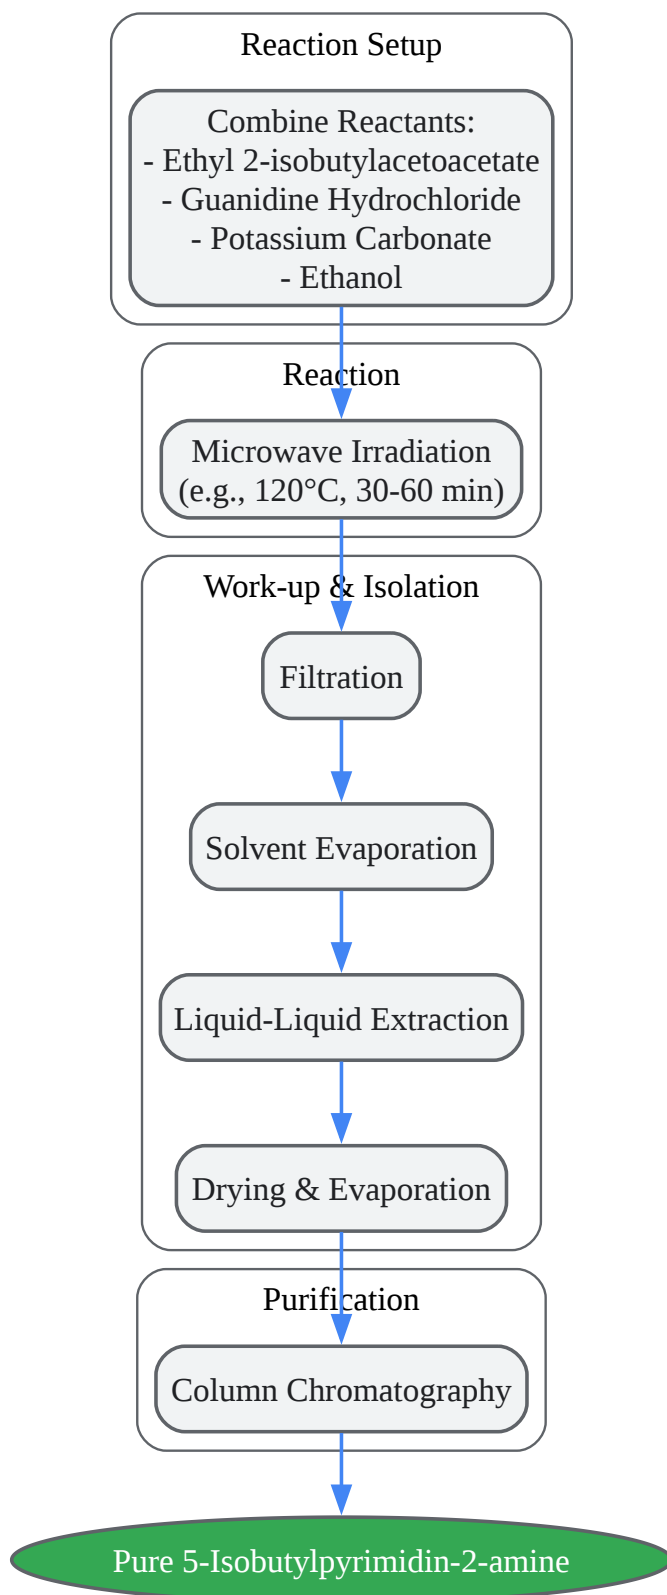 Reaction Setup
Combine Reactants:
- Ethyl 2-isobutylacetoacetate
- Guanidine Hydrochloride
- Potassium Carbonate
- Ethanol
Reaction
Microwave Irradiation
(e.g., 120°C, 30-60 min)
Work-up & Isolation
Filtration
Solvent Evaporation
Liquid-Liquid Extraction
Drying & Evaporation
Purification
Column Chromatography
Pure 5-Isobutylpyrimidin-2-amine